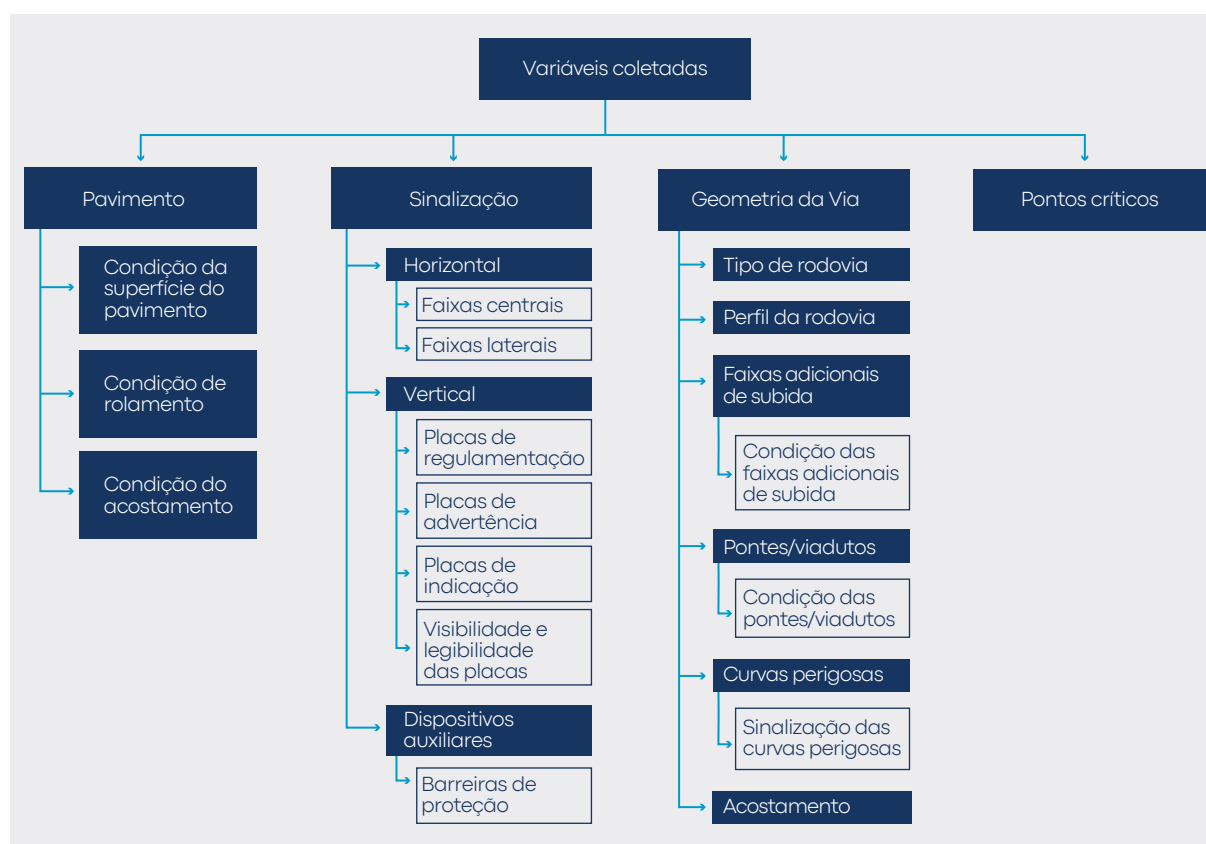 Variáveis coletadas
Pavimento
Condição da
superfície do
pavimento
Condição de
rolamento
Condição do
acostamento
Sinalização
Horizontal
Faixas centrais
Faixas laterais
Vertical
Placas de
regulamentação
Placas de
advertência
Placas de
indicação
Visibilidade e
legibilidade
das placas
Dispositivos
auxiliares
Barreiras de
proteção
Geometria da Via
Tipo de rodovia
Perfil da rodovia
Faixas adicionais
de subida
Condição das
faixas adicionais
de subida
Pontes/viadutos
Condição das
pontes/viadutos
Curvas perigosas
Sinalização das
curvas perigosas
Acostamento
Pontos críticos